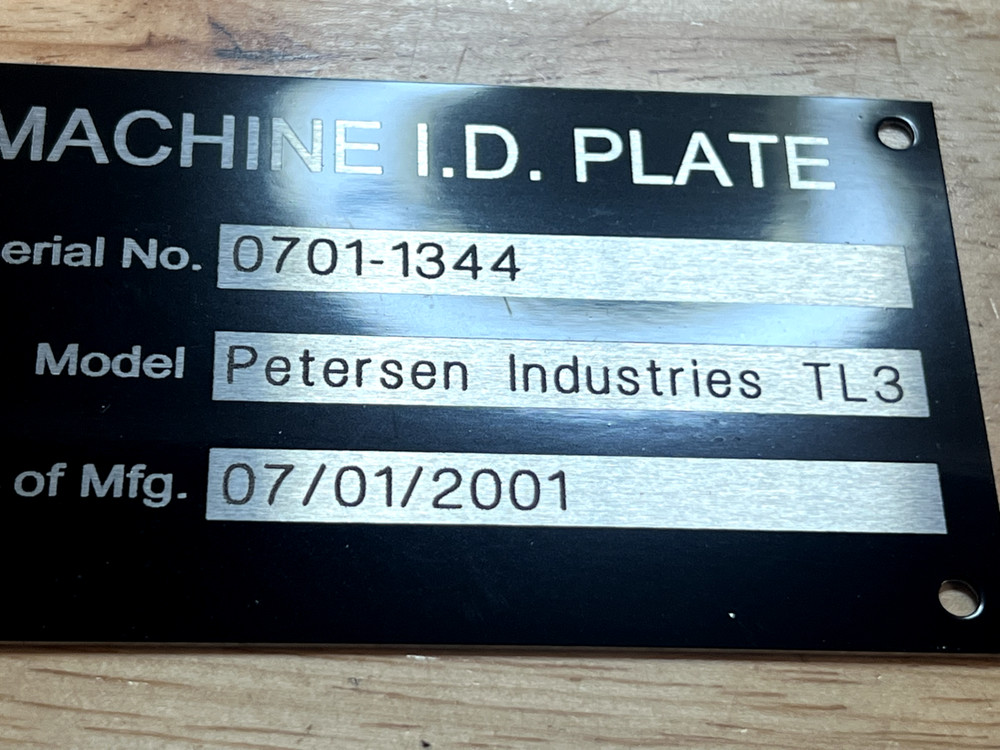 MACHINE I.D. PLATE
erial No. 0701-1344
Model Petersen Industries TL3
of Mfg. 07/01/2001